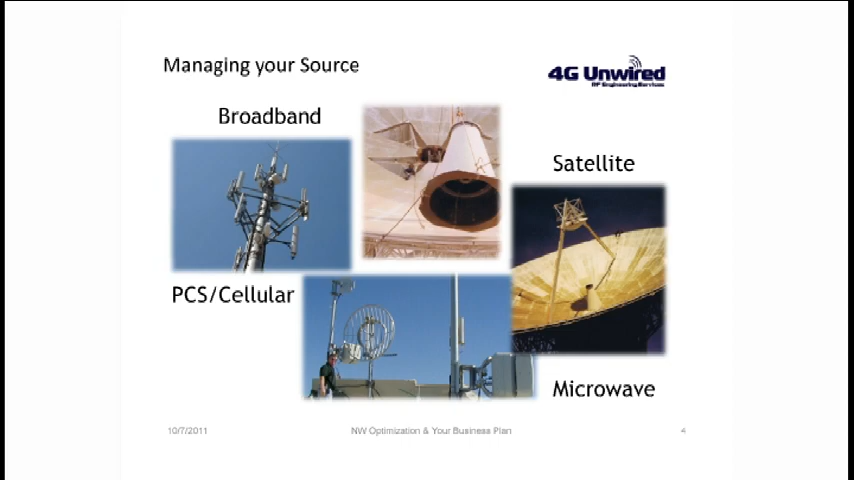 Managing your Source
4G Unwired
RF Engineering Services
Broadband
Satellite
PCS/Cellular
Microwave
10/7/2011
NW Optimization & Your Business Plan
4